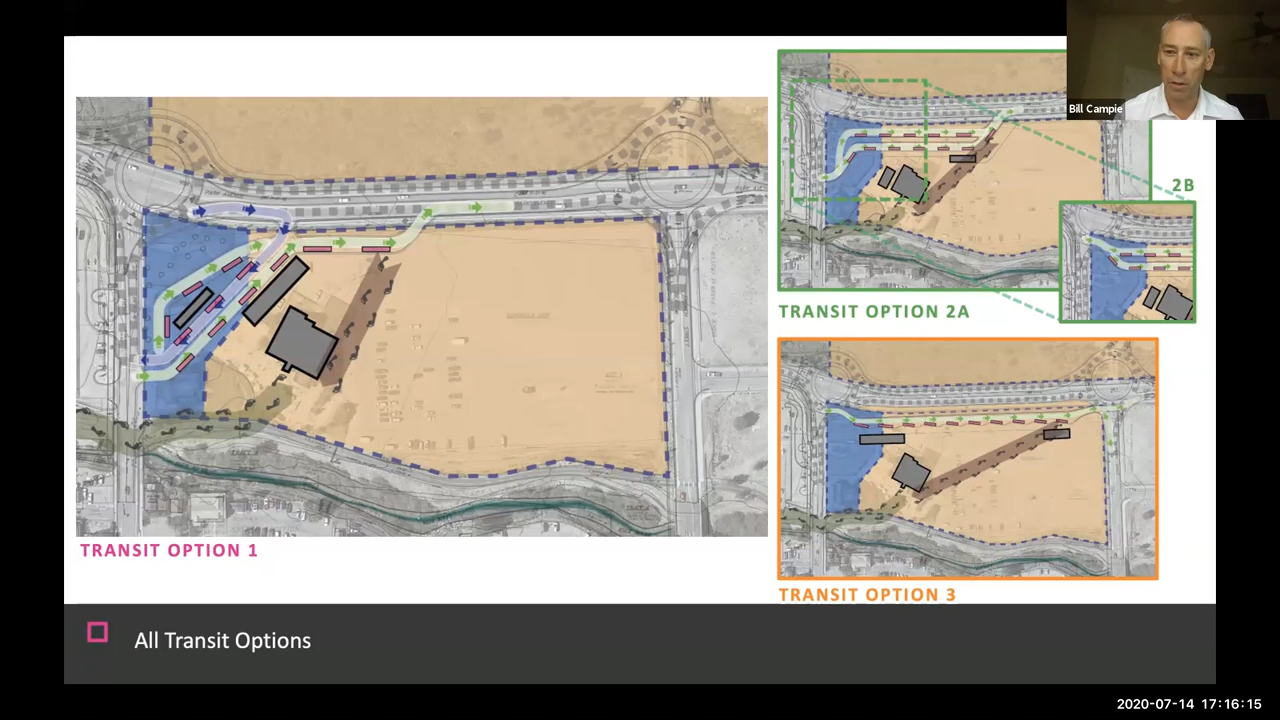 Bill Campie
2B
TRANSIT OPTION 2A
TRANSIT OPTION 1
TRANSIT OPTION 3
All Transit Options
2020-07-14 17:16:15